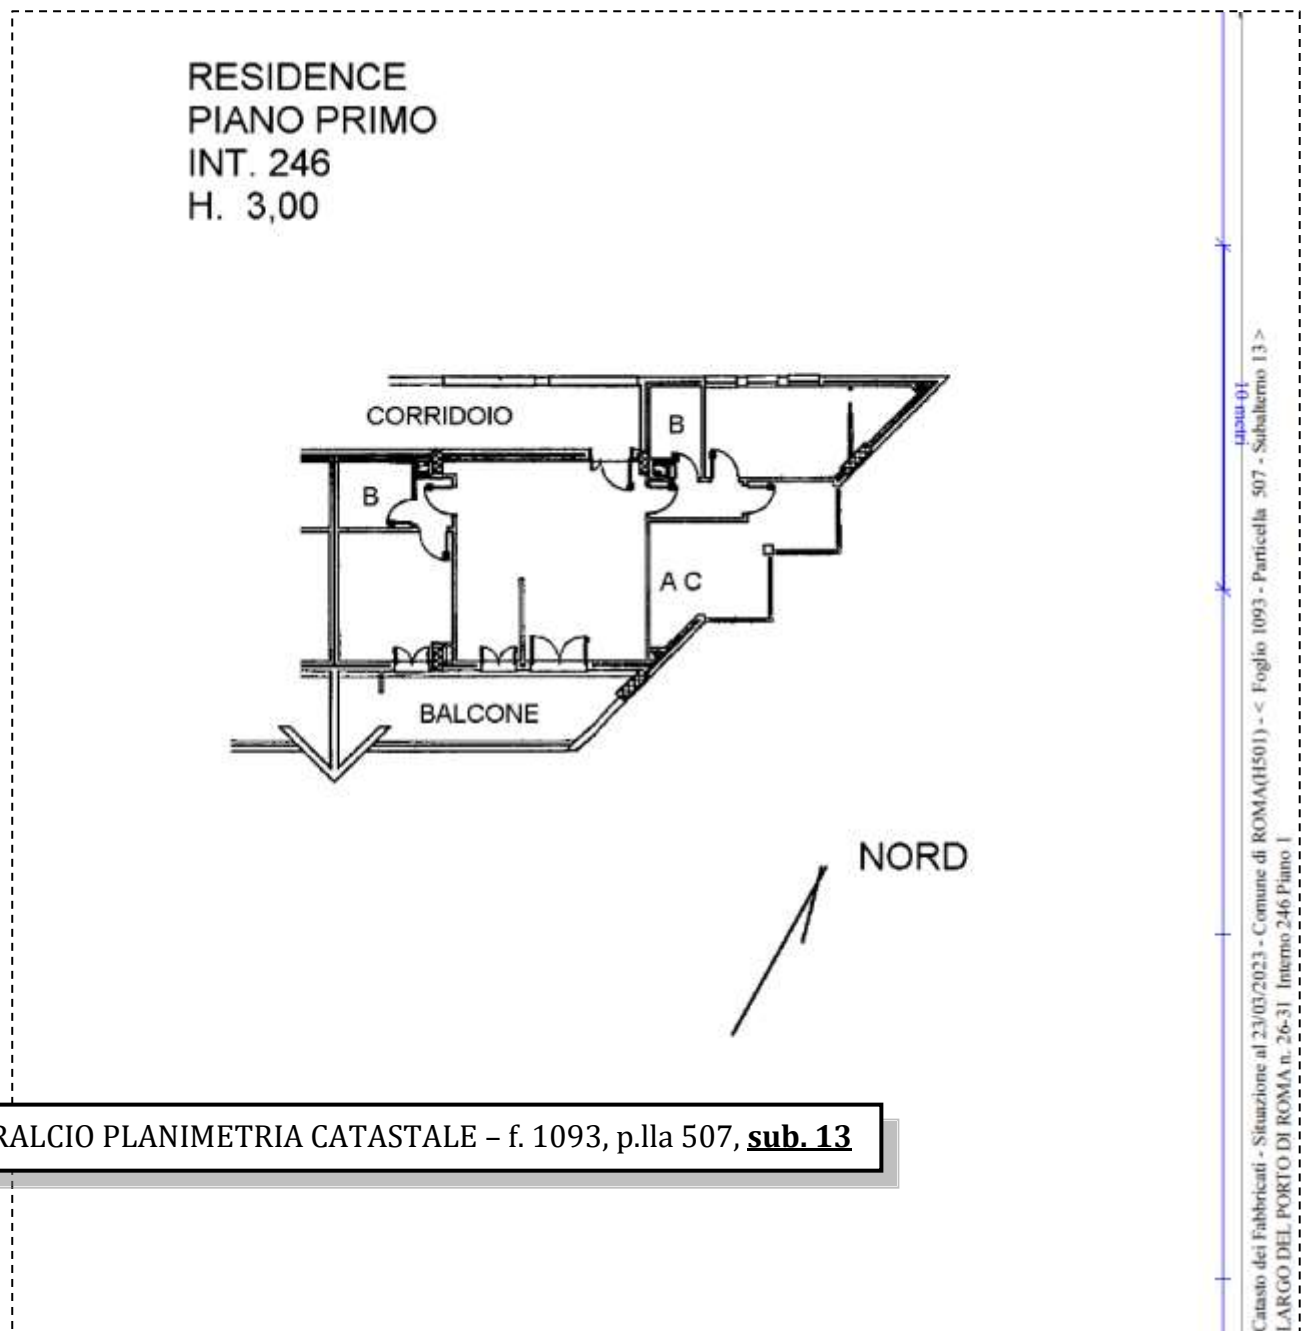 RESIDENCE
PIANO PRIMO
INT. 246
H. 3,00
CORRIDOIO
B
B
A C
BALCONE
NORD
RALCIO PLANIMETRIA CATASTALE – f. 1093, p.lla 507, sub. 13
10 metri
Catasto dei Fabbricati - Situazione al 23/03/2023 - Comune di ROMA(H501) - < Foglio 1093 - Particella 507 - Subalterno 13 >
LARGO DEL PORTO DI ROMA n. 26-31 Interno 246 Piano 1